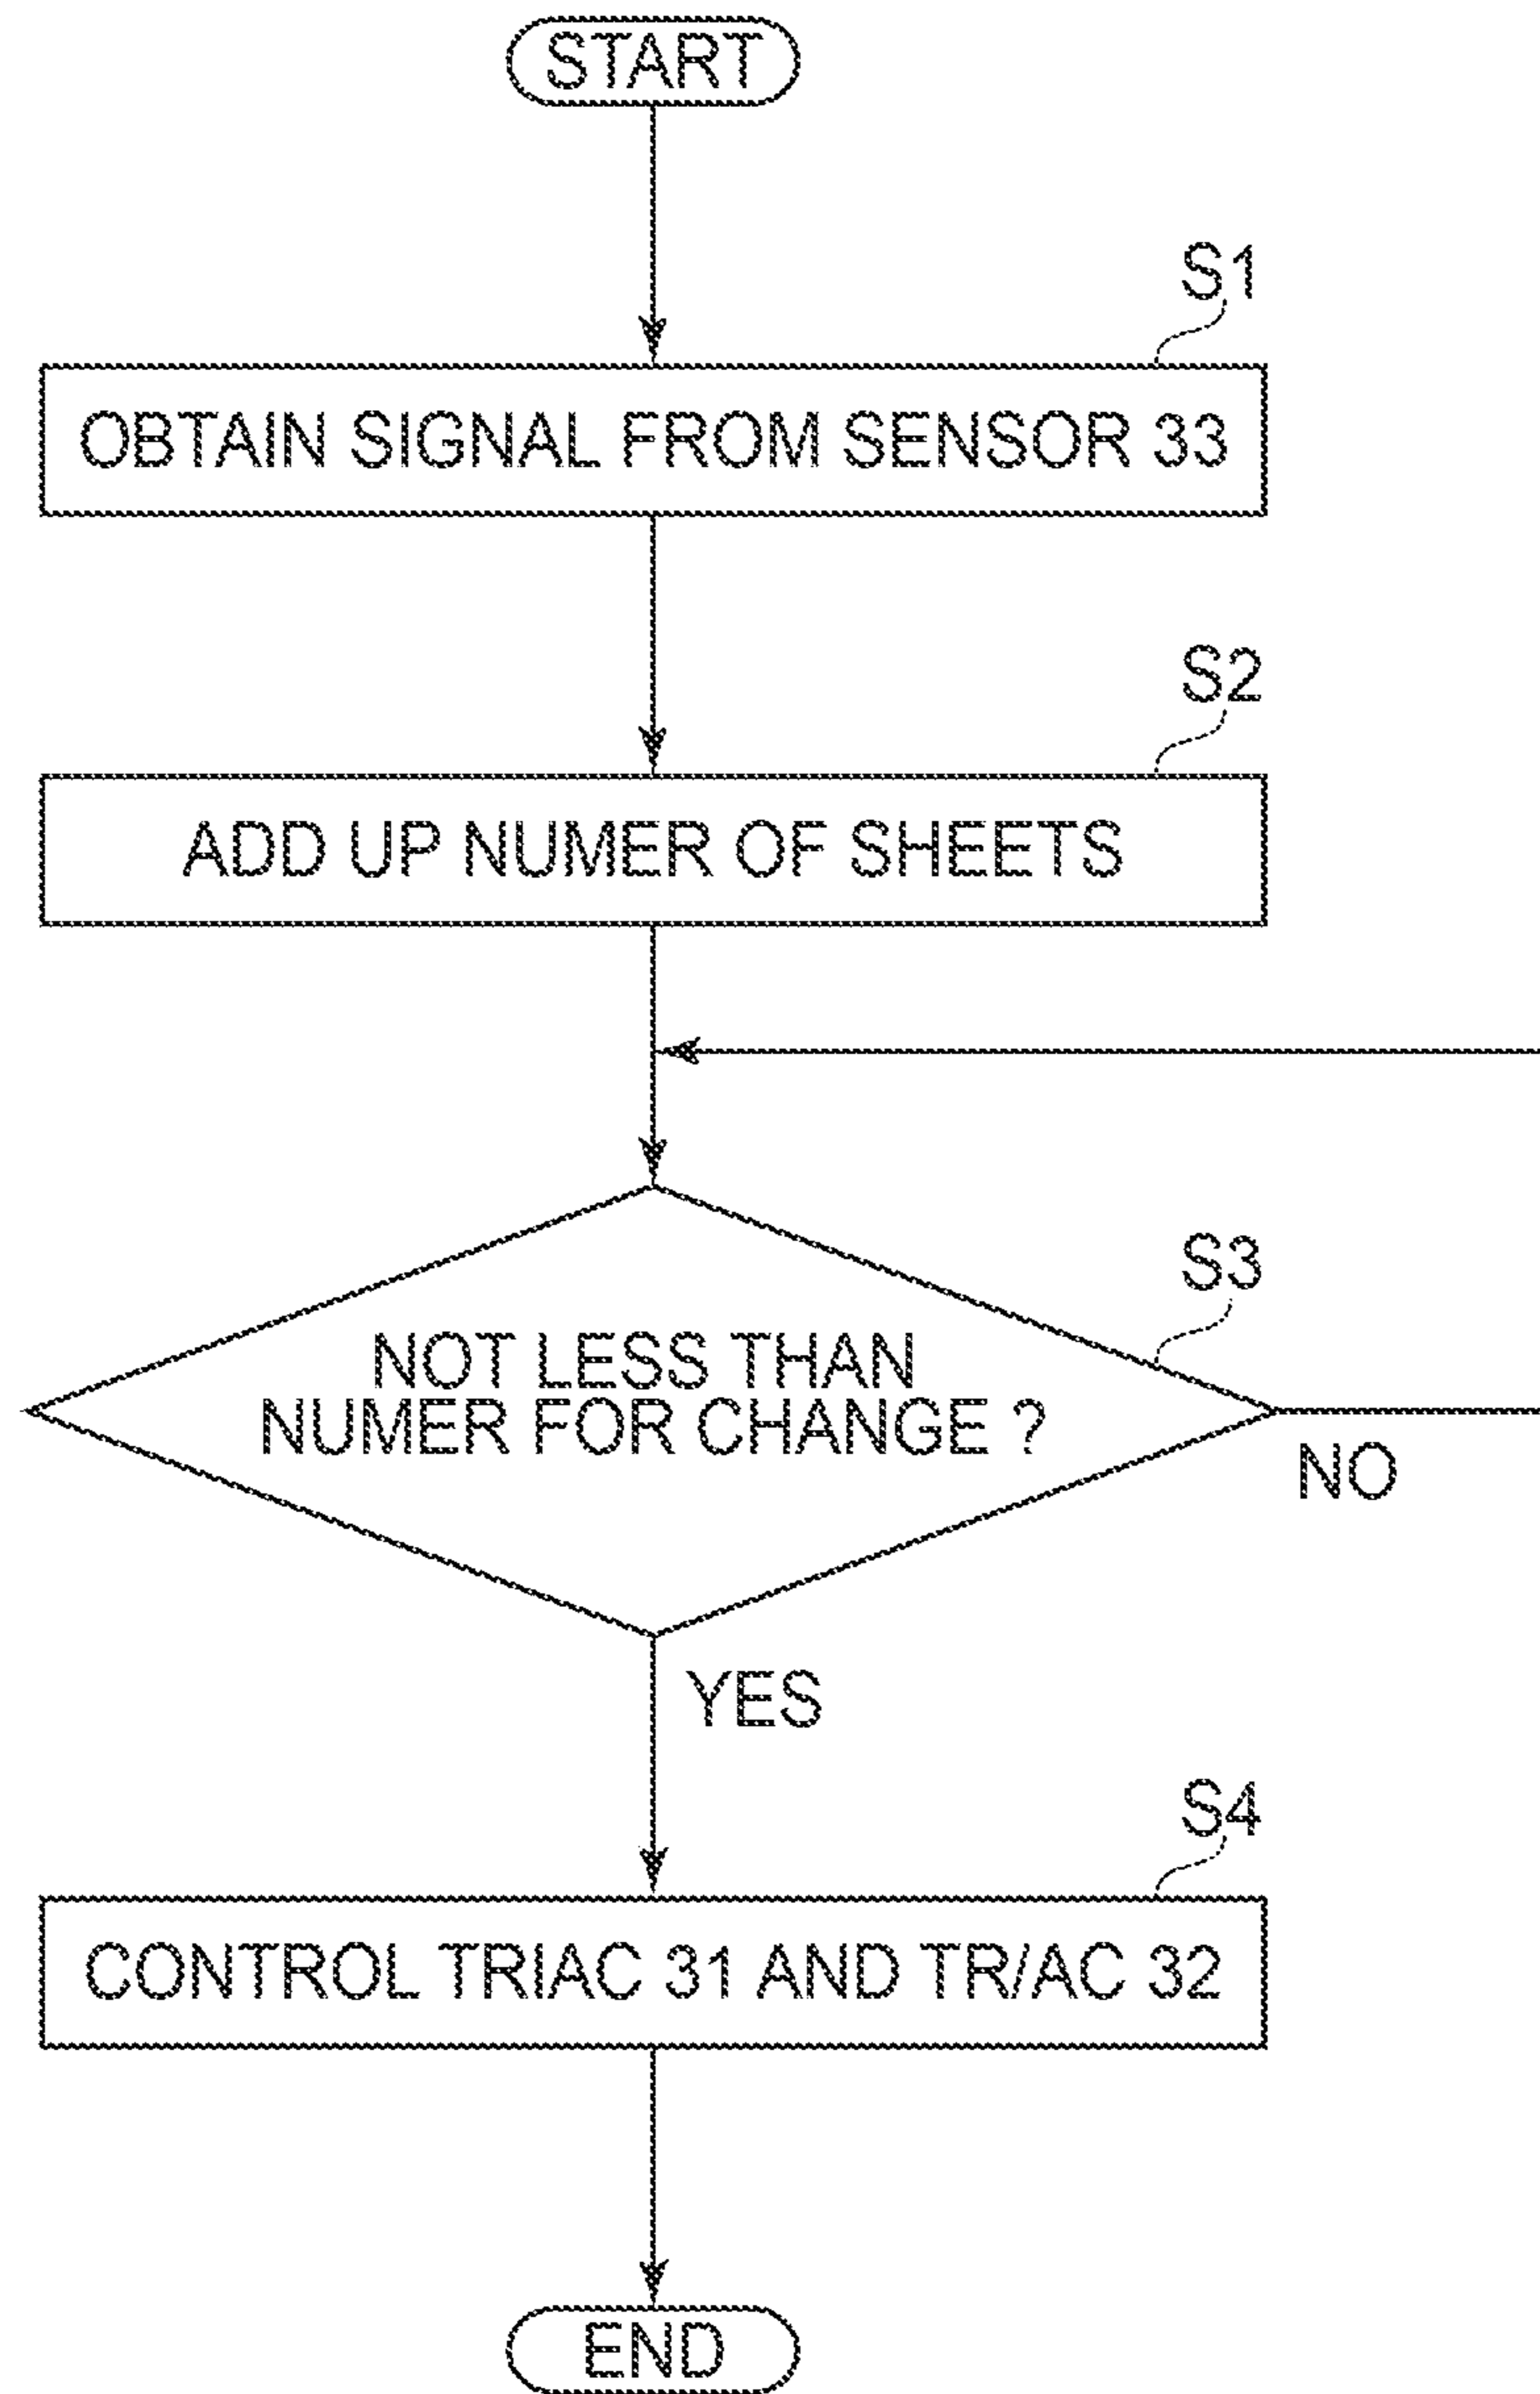 START
S1
OBTAIN SIGNAL FROM SENSOR 33
S2
ADD UP NUMER OF SHEETS
S3
NOT LESS THAN
NUMER FOR CHANGE ?
NO
YES
S4
CONTROL TRIAC 31 AND TR/AC 32
END